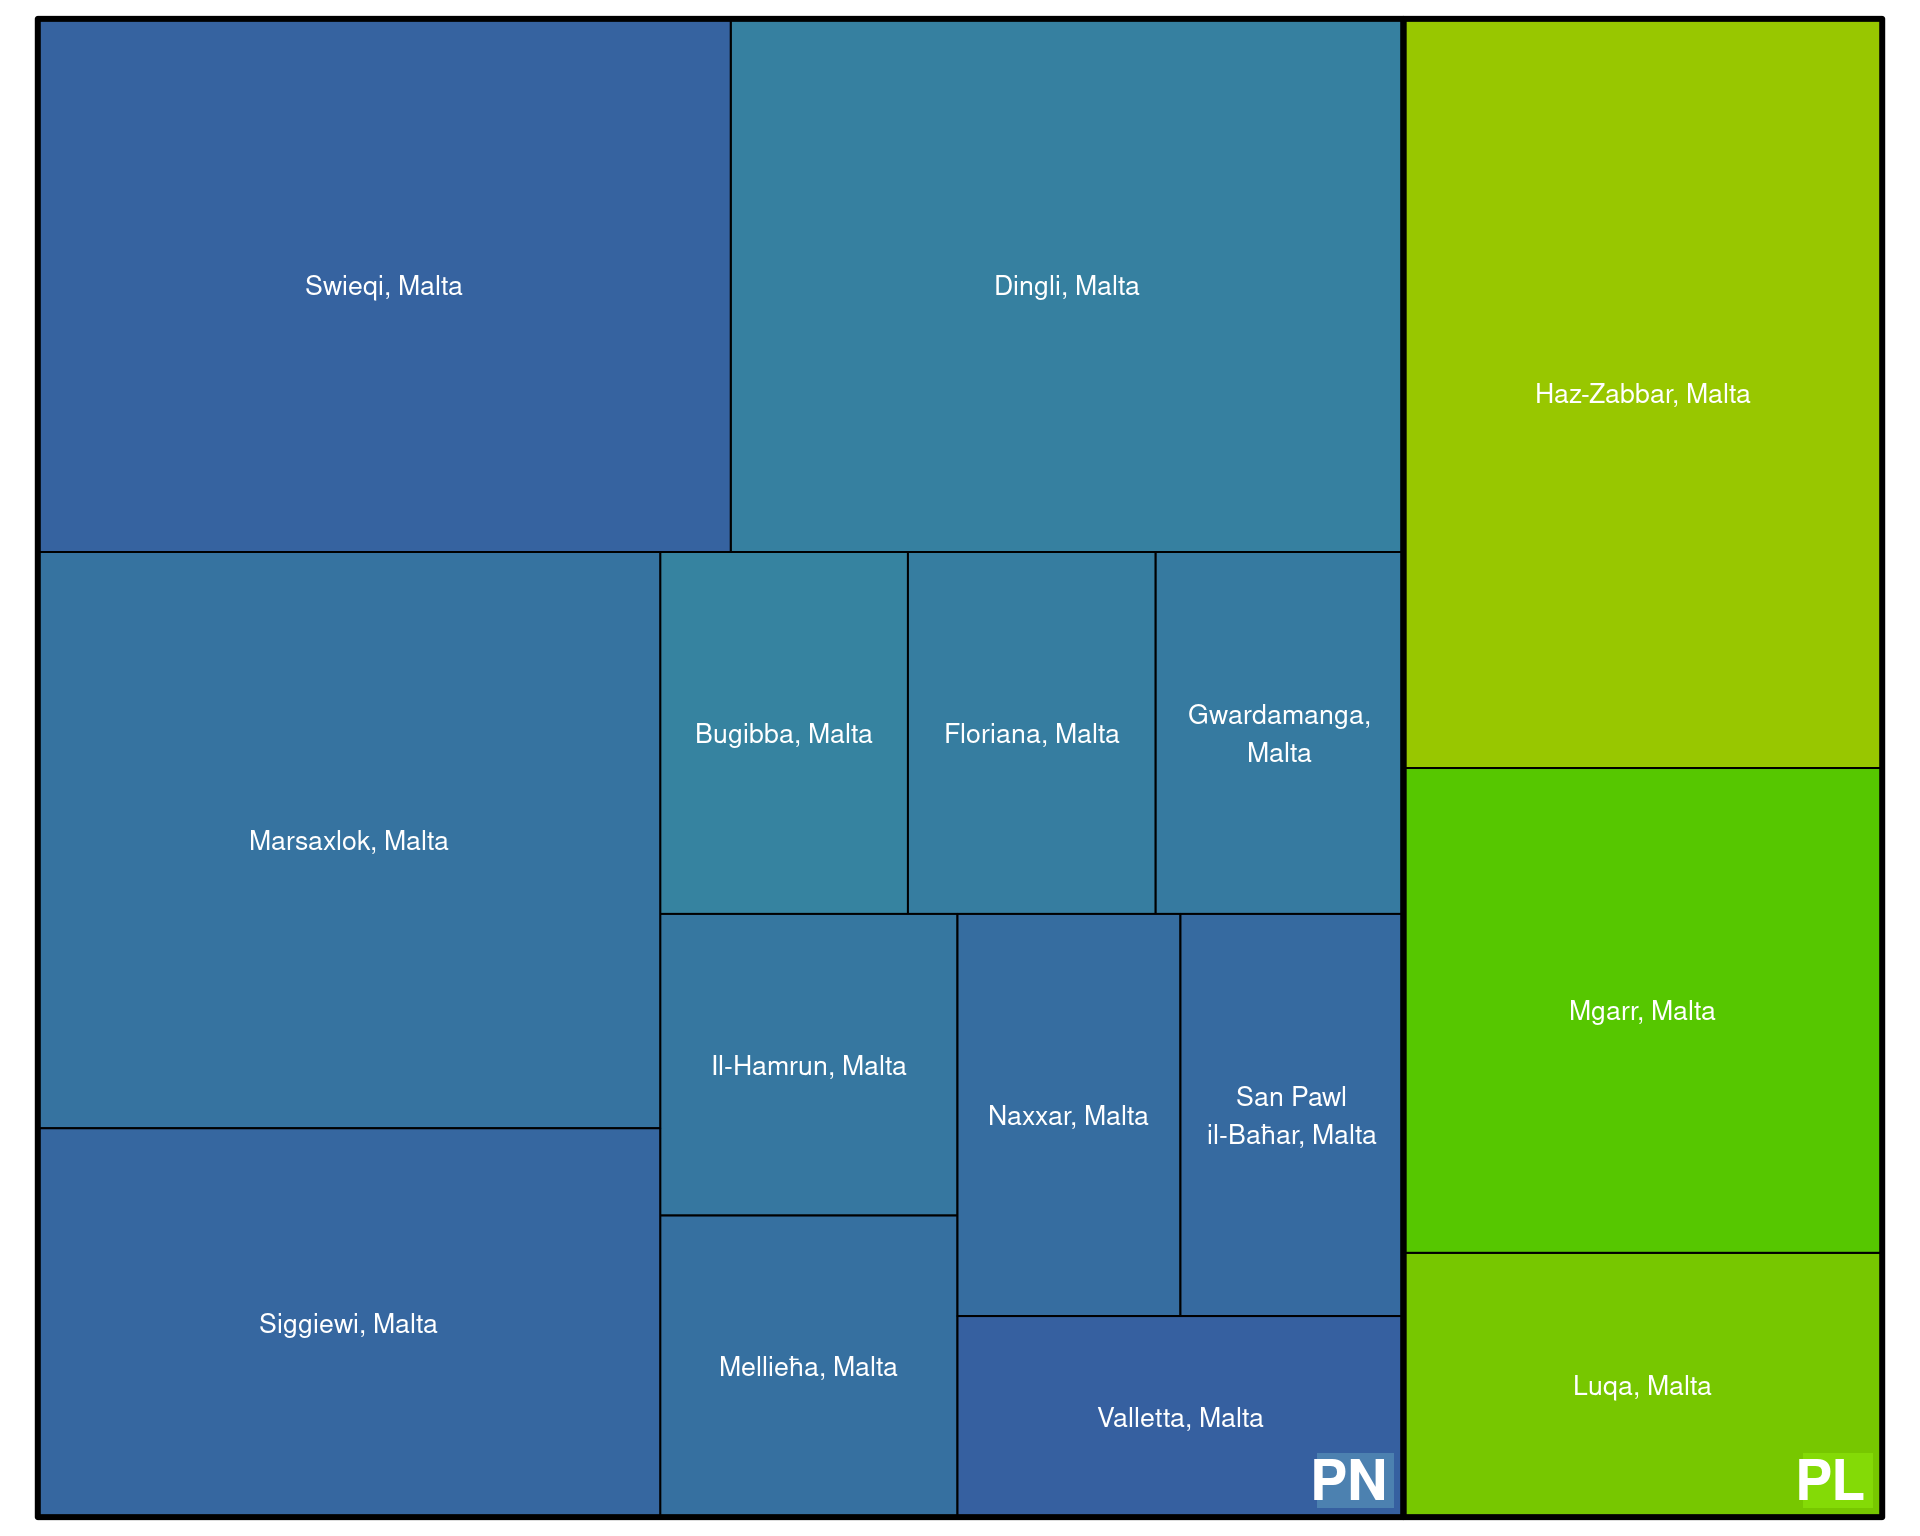 Swieqi, Malta
Dingli, Malta
Haz-Zabbar, Malta
Marsaxlok, Malta
Bugibba, Malta
Floriana, Malta
Gwardamanga,
Malta
Il-Hamrun, Malta
Naxxar, Malta
San Pawl
il-Baħar, Malta
Mgarr, Malta
Siggiewi, Malta
Mellieħa, Malta
Valletta, Malta
Luqa, Malta
PN
PL